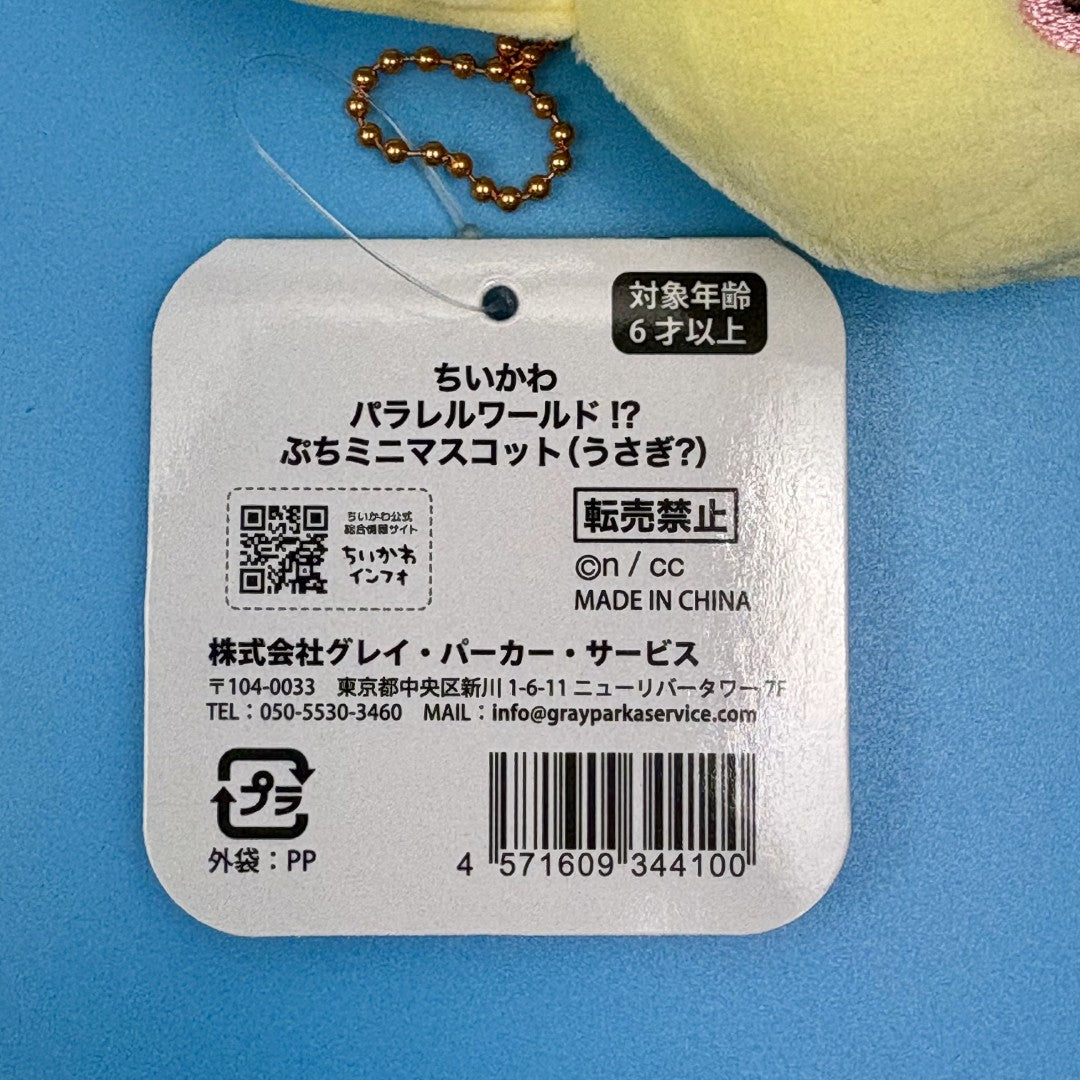 対象年齢
6才以上
ちいかわ
パラレルワールド!?
ぷちミニマスコット(うさぎ?)
ちいかわ公式
総合情報サイト
ちいかわ
インフォ
転売禁止
©n / cc
MADE IN CHINA
株式会社グレイ・パーカー・サービス
〒104-0033 東京都中央区新川1-6-11 ニューリバータワー7F
TEL:050-5530-3460 MAIL:info@grayparkaservice.com
プラ
外袋:PP
4 571609 344100